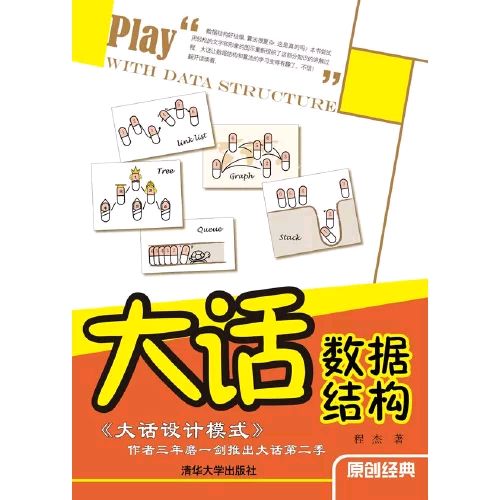 Play
WITH DATA STRUCTURE
link list
Graph
Tree
Queue
Stack
大话
数据
结构
《大话设计模式》
作者三年磨一剑推出大话第二季
程 杰 著
清华大学出版社
原创经典